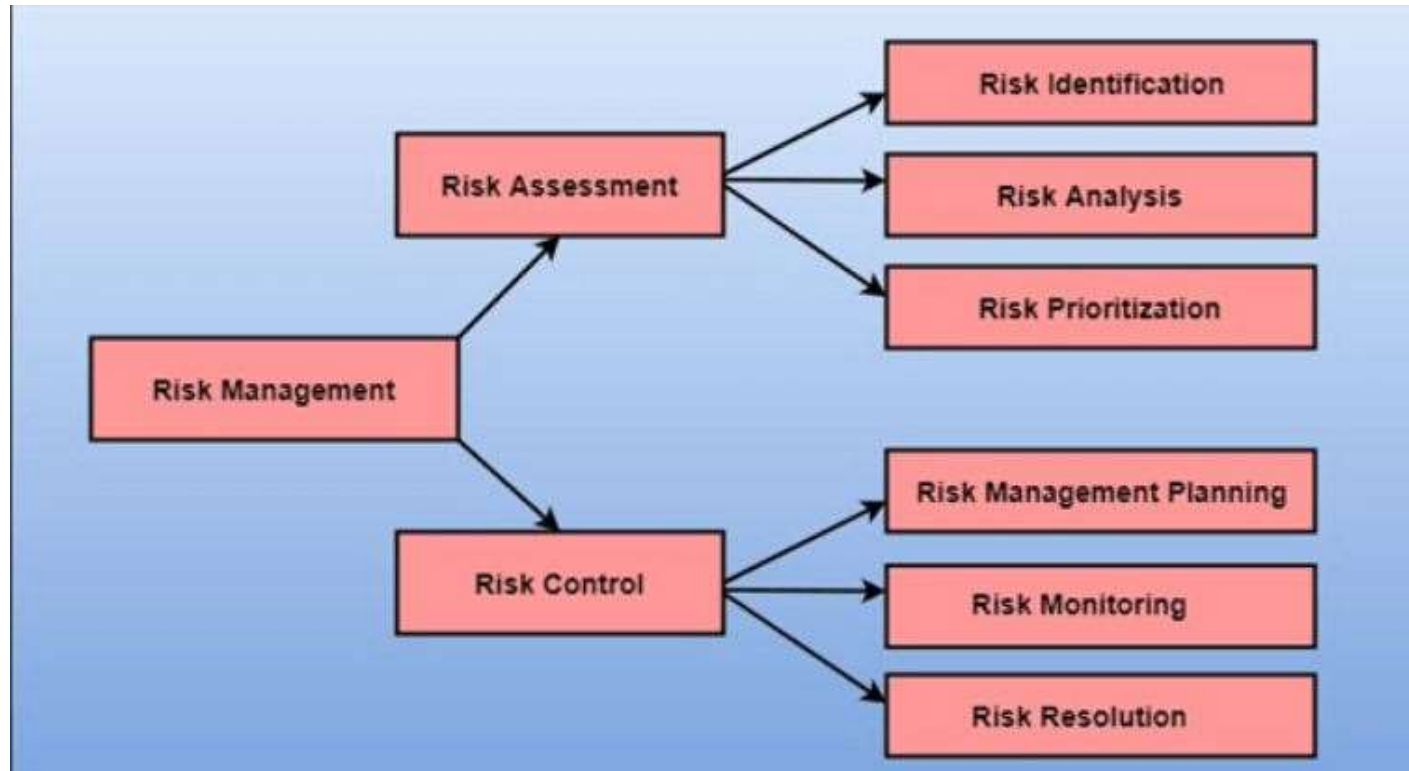 Risk Identification
Risk Assessment
Risk Analysis
Risk Prioritization
Risk Management
Risk Management Planning
Risk Control
Risk Monitoring
Risk Resolution